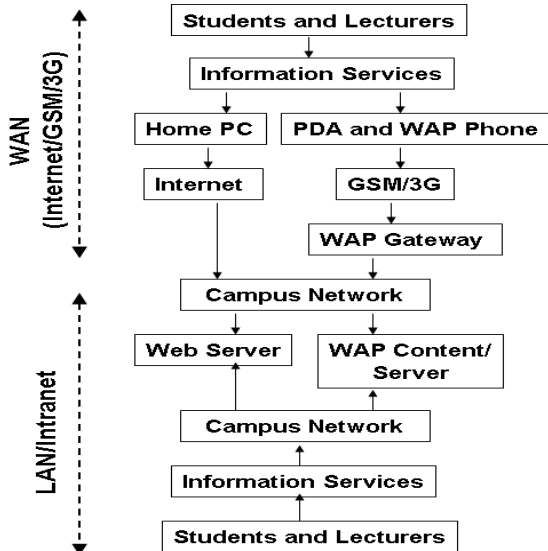 WAN
(Internet/GSM/3G)
Students and Lecturers
Information Services
Home PC
PDA and WAP Phone
Internet
GSM/3G
WAP Gateway
Campus Network
LAN/Intranet
Web Server
WAP Content/
Server
Campus Network
Information Services
Students and Lecturers